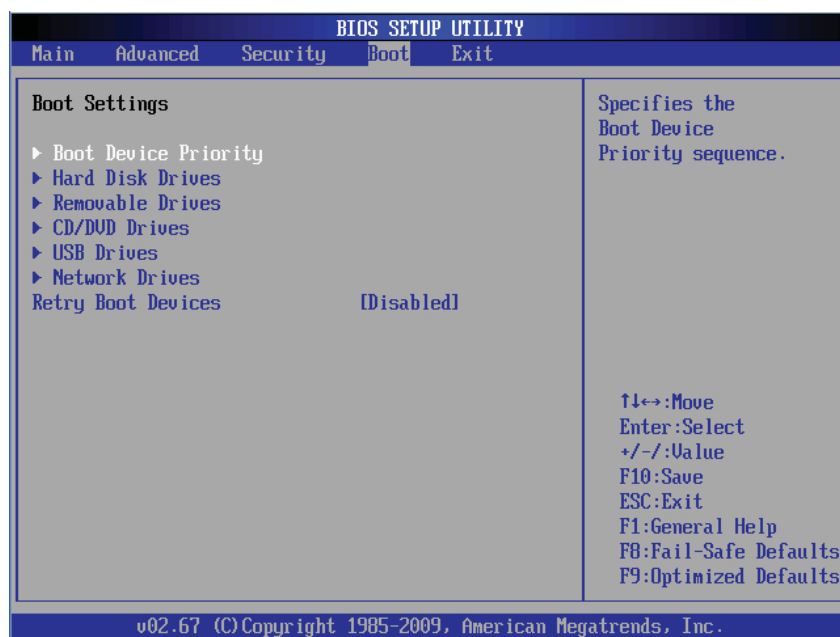 BIOS SETUP UTILITY
Main Advanced Security Boot Exit
Boot Settings
Boot Device Priority
Hard Disk Drives
Removable Drives
CD/DVD Drives
USB Drives
Network Drives
Retry Boot Devices [Disabled]
Specifies the
Boot Device
Priority sequence.
↑↓←→:Move
Enter:Select
+/-/:Value
F10:Save
ESC:Exit
F1:General Help
F8:Fail-Safe Defaults
F9:Optimized Defaults
v02.67 (C)Copyright 1985-2009, American Megatrends, Inc.